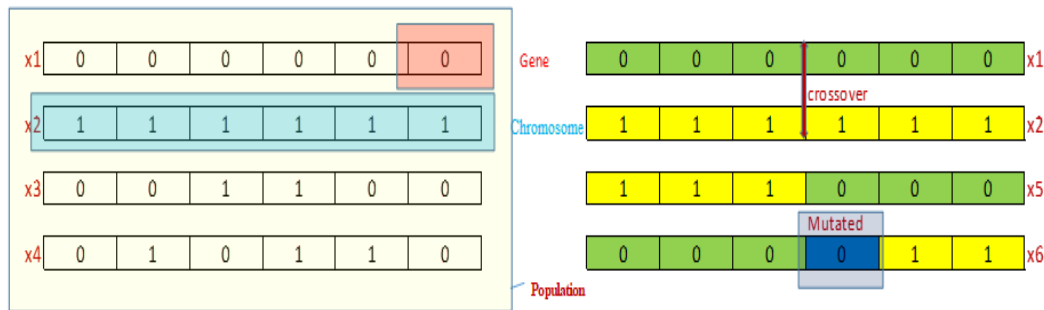 x1 0 0 0 0 0 0 Gene 0 0 0 0 0 0 x1
crossover
x2 1 1 1 1 1 1 Chromosome 1 1 1 1 1 1 x2
x3 0 0 1 1 0 0 1 1 1 0 0 0 x5
Mutated
x4 0 1 0 1 1 0 0 0 0 0 1 1 x6
Population